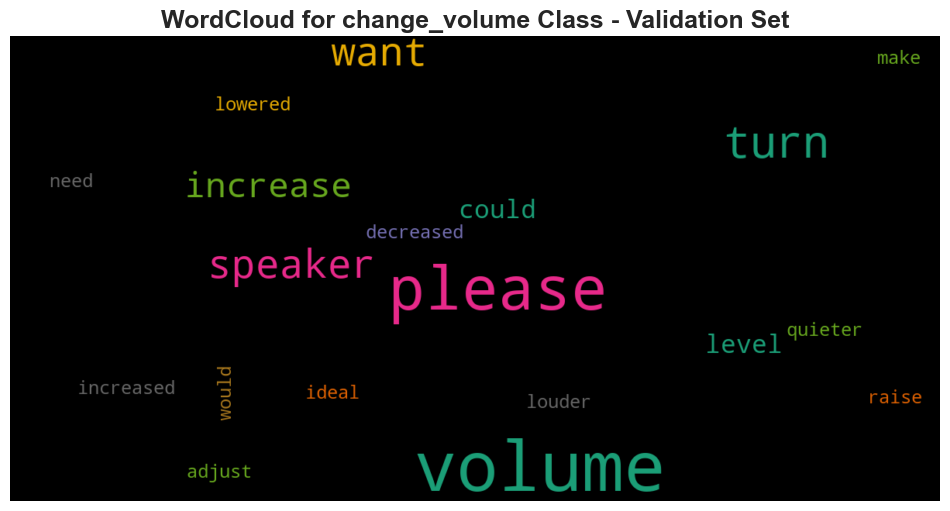 WordCloud for change_volume Class - Validation Set
want
make
lowered
turn
need
increase
could
decreased
speaker
please
quieter
level
increased
would
ideal
louder
raise
adjust
volume